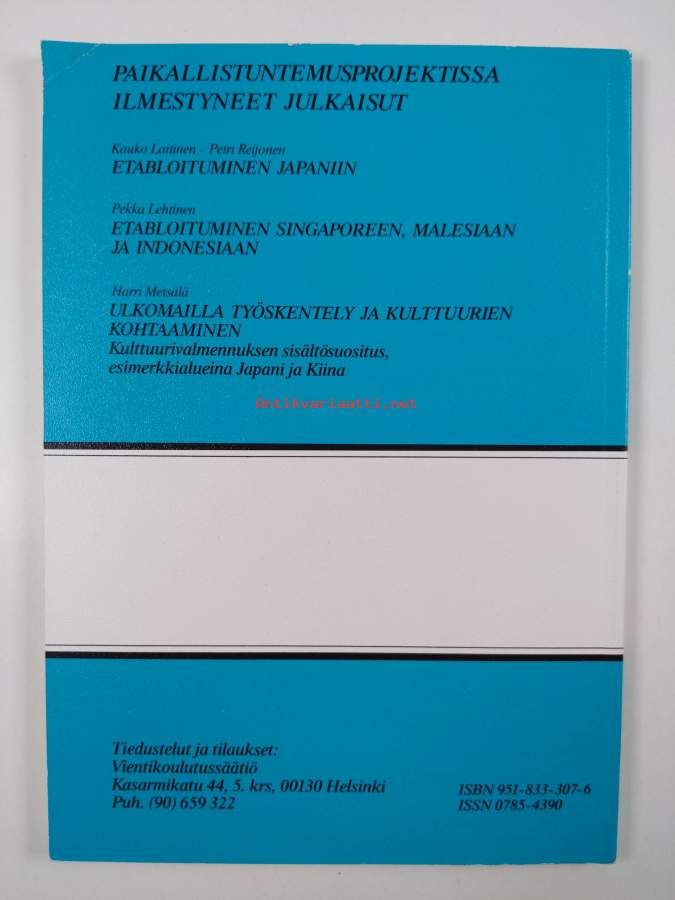 PAIKALLISTUNTEMUSPROJEKTISSA
ILMESTYNEET JULKAISUT
Kauko Laitinen – Petri Reijonen
ETABLOITUMINEN JAPANIIN
Pekka Lehtinen
ETABLOITUMINEN SINGAPOREEN, MALESIAAN
JA INDONESIAAN
Harri Metsälä
ULKOMAILLA TYÖSKENTELY JA KULTTUURIEN
KOHTAAMINEN
Kulttuurivalmennuksen sisältösuositus,
esimerkkialueina Japani ja Kiina
Antikvariaatti.net
Tiedustelut ja tilaukset:
Vientikoulutussäätiö
Kasarmikatu 44, 5. krs, 00130 Helsinki
Puh. (90) 659 322
ISBN 951-833-307-6
ISSN 0785-4390